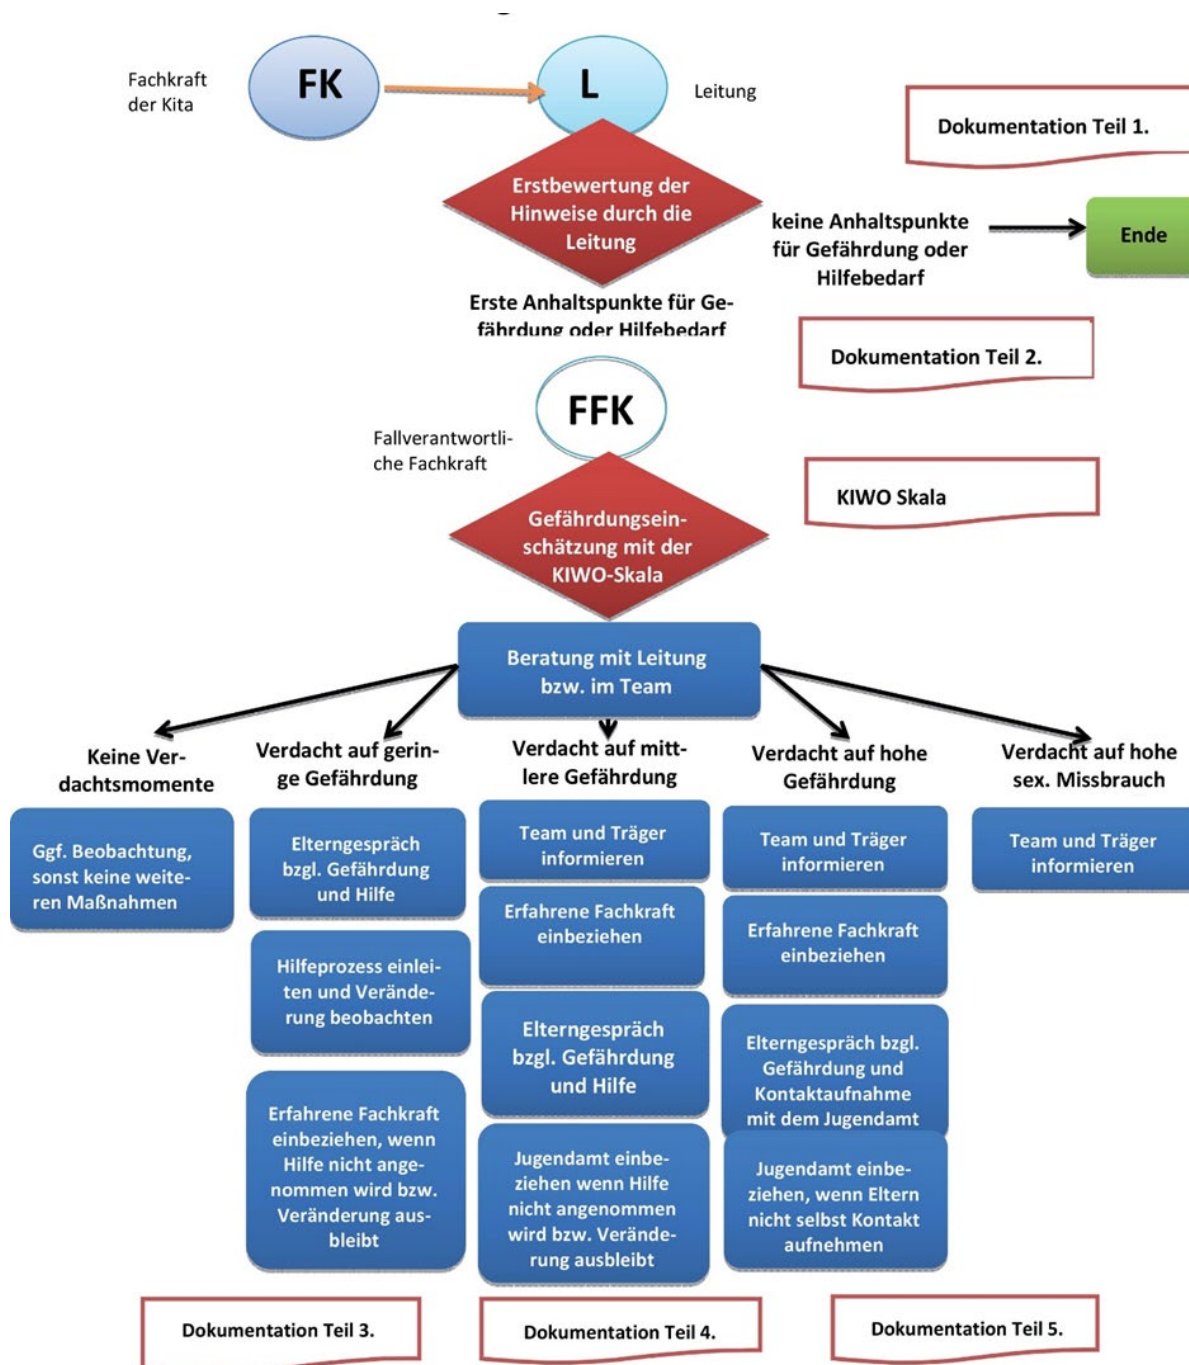 Fachkraft
der Kita
FK
L
Leitung
Dokumentation Teil 1.
Erstbewertung der
Hinweise durch die
Leitung
keine Anhaltspunkte
für Gefährdung oder
Hilfebedarf
Ende
Erste Anhaltspunkte für Ge-
fährdung oder Hilfebedarf
Dokumentation Teil 2.
FFK
Fallverantwortli-
che Fachkraft
KIWO Skala
Gefährdungsein-
schätzung mit der
KIWO-Skala
Beratung mit Leitung
bzw. im Team
Keine Ver-
dachtsmomente
Ggf. Beobachtung,
sonst keine weite-
ren Maßnahmen
Verdacht auf gerin-
ge Gefährdung
Elterngespräch
bzgl. Gefährdung
und Hilfe
Hilfeprozess einlei-
ten und Verände-
rung beobachten
Erfahrene Fachkraft
einbeziehen, wenn
Hilfe nicht ange-
nommen wird bzw.
Veränderung aus-
bleibt
Verdacht auf mitt-
lere Gefährdung
Team und Träger
informieren
Erfahrene Fachkraft
einbeziehen
Elterngespräch
bzgl. Gefährdung
und Hilfe
Jugendamt einbe-
ziehen wenn Hilfe
nicht angenommen
wird bzw. Verände-
rung ausbleibt
Verdacht auf hohe
Gefährdung
Team und Träger
informieren
Erfahrene Fachkraft
einbeziehen
Elterngespräch bzgl.
Gefährdung und
Kontaktaufnahme
mit dem Jugendamt
Jugendamt einbe-
ziehen, wenn Eltern
nicht selbst Kontakt
aufnehmen
Verdacht auf hohe
sex. Missbrauch
Team und Träger
informieren
Dokumentation Teil 3.
Dokumentation Teil 4.
Dokumentation Teil 5.